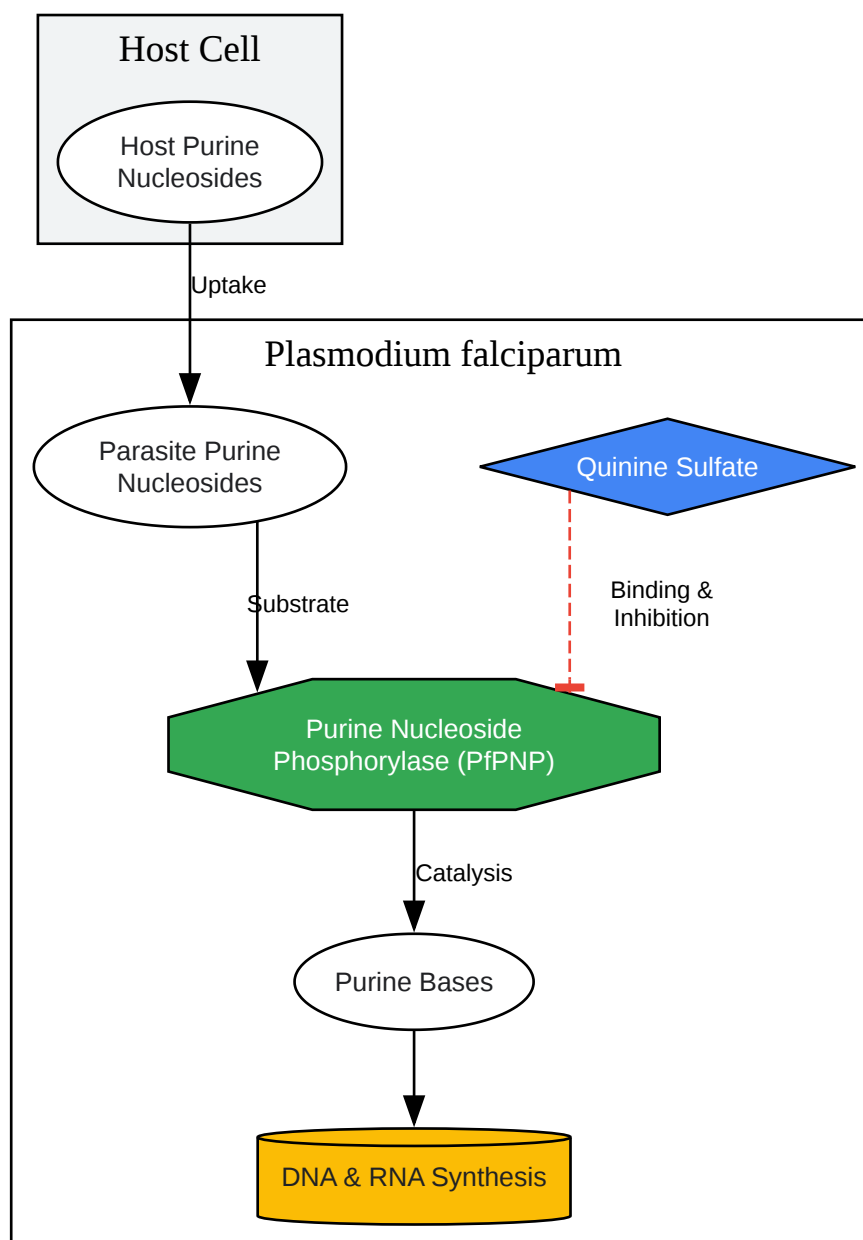 Host Cell
Host Purine
Nucleosides
Uptake
Plasmodium falciparum
Parasite Purine
Nucleosides
Quinine Sulfate
Substrate
Binding &
Inhibition
Purine Nucleoside
Phosphorylase (PfPNP)
Catalysis
Purine Bases
DNA & RNA Synthesis